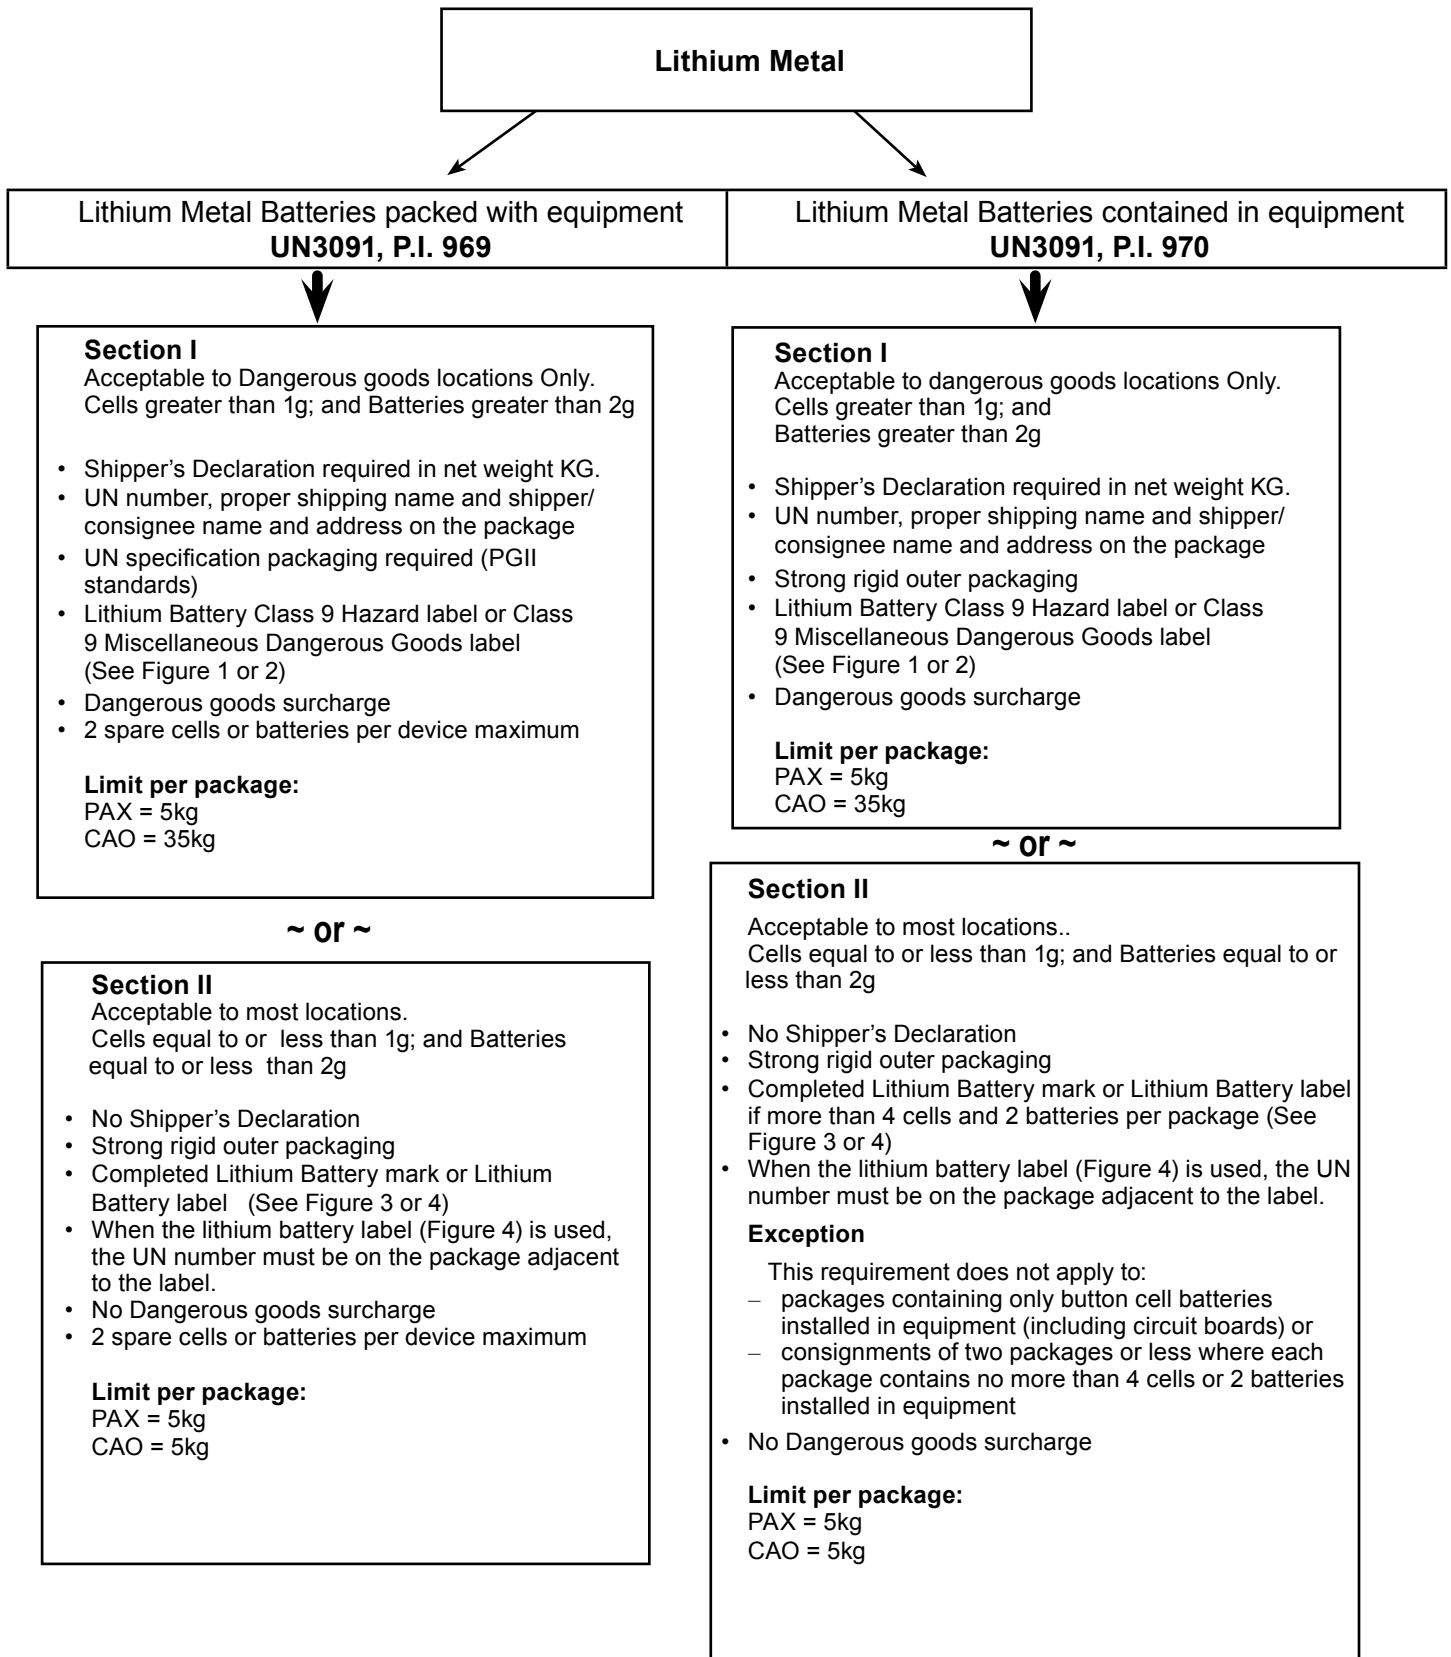 Lithium Metal
Lithium Metal Batteries packed with equipment
UN3091, P.I. 969
Lithium Metal Batteries contained in equipment
UN3091, P.I. 970
Section I
Acceptable to Dangerous goods locations Only.
Cells greater than 1g; and Batteries greater than 2g
• Shipper’s Declaration required in net weight KG.
• UN number, proper shipping name and shipper/
consignee name and address on the package
• UN specification packaging required (PGII
standards)
• Lithium Battery Class 9 Hazard label or Class
9 Miscellaneous Dangerous Goods label
(See Figure 1 or 2)
• Dangerous goods surcharge
• 2 spare cells or batteries per device maximum
Limit per package:
PAX = 5kg
CAO = 35kg
~ or ~
Section II
Acceptable to most locations.
Cells equal to or less than 1g; and Batteries
equal to or less than 2g
• No Shipper’s Declaration
• Strong rigid outer packaging
• Completed Lithium Battery mark or Lithium
Battery label (See Figure 3 or 4)
• When the lithium battery label (Figure 4) is used,
the UN number must be on the package adjacent
to the label.
• No Dangerous goods surcharge
• 2 spare cells or batteries per device maximum
Limit per package:
PAX = 5kg
CAO = 5kg
Section I
Acceptable to dangerous goods locations Only.
Cells greater than 1g; and
Batteries greater than 2g
• Shipper’s Declaration required in net weight KG.
• UN number, proper shipping name and shipper/
consignee name and address on the package
• Strong rigid outer packaging
• Lithium Battery Class 9 Hazard label or Class
9 Miscellaneous Dangerous Goods label
(See Figure 1 or 2)
• Dangerous goods surcharge
Limit per package:
PAX = 5kg
CAO = 35kg
~ or ~
Section II
Acceptable to most locations..
Cells equal to or less than 1g; and Batteries equal to or
less than 2g
• No Shipper’s Declaration
• Strong rigid outer packaging
• Completed Lithium Battery mark or Lithium Battery label
if more than 4 cells and 2 batteries per package (See
Figure 3 or 4)
• When the lithium battery label (Figure 4) is used, the UN
number must be on the package adjacent to the label.
Exception
This requirement does not apply to:
– packages containing only button cell batteries
installed in equipment (including circuit boards) or
– consignments of two packages or less where each
package contains no more than 4 cells or 2 batteries
installed in equipment
• No Dangerous goods surcharge
Limit per package:
PAX = 5kg
CAO = 5kg